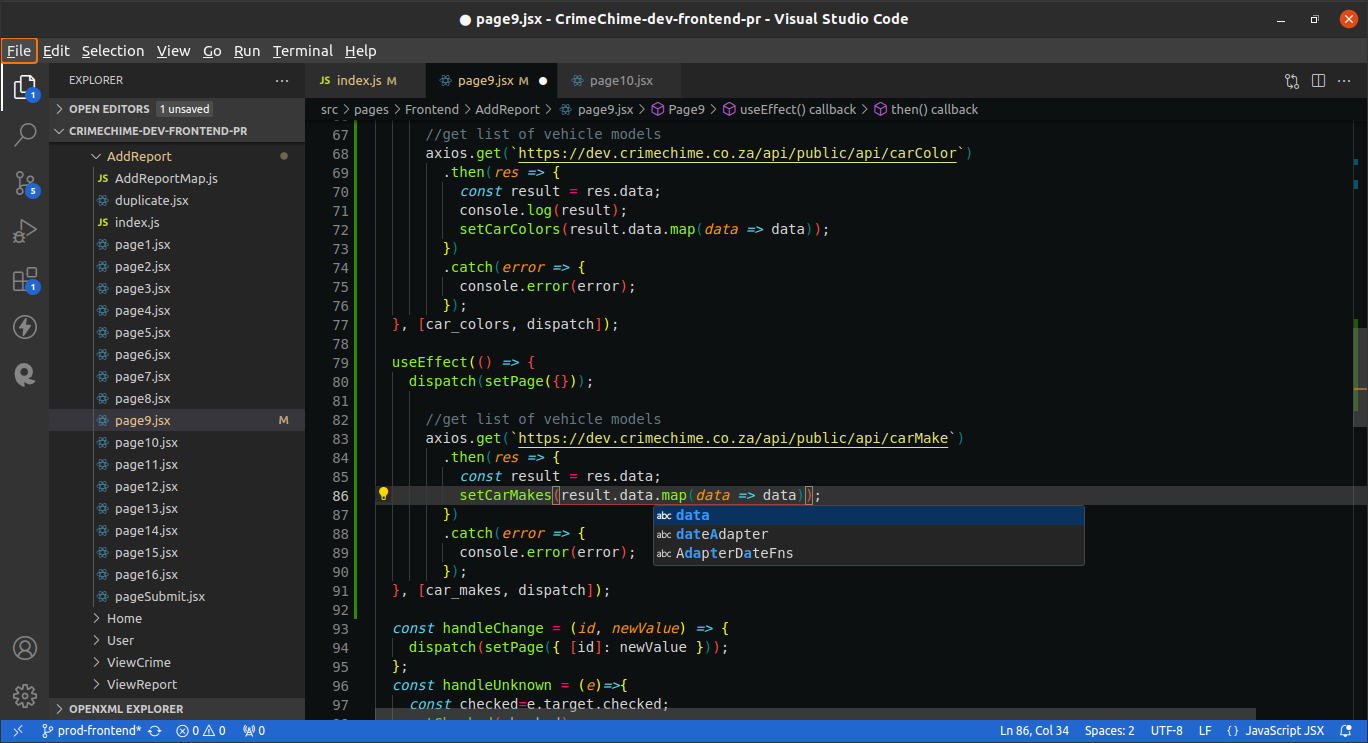 ● page9.jsx - CrimeChime-dev-frontend-pr - Visual Studio Code
File Edit Selection View Go Run Terminal Help
EXPLORER ···
JS index.js M
page9.jsx M ●
page10.jsx
···
OPEN EDITORS 1 unsaved
CRIMECHIME-DEV-FRONTEND-PR
AddReport
JS AddReportMap.js
duplicate.jsx
JS index.js
page1.jsx
page2.jsx
page3.jsx
page4.jsx
page5.jsx
page6.jsx
page7.jsx
page8.jsx
page9.jsx M
page10.jsx
page11.jsx
page12.jsx
page13.jsx
page14.jsx
page15.jsx
page16.jsx
pageSubmit.jsx
Home
User
ViewCrime
ViewReport
OPENXML EXPLORER
1
5
1
src > pages > Frontend > AddReport > page9.jsx > Page9 > useEffect() callback > then() callback
67 //get list of vehicle models
68 axios.get(`https://dev.crimechime.co.za/api/public/api/carColor`)
69 .then(res => {
70 const result = res.data;
71 console.log(result);
72 setCarColors(result.data.map(data => data));
73 })
74 .catch(error => {
75 console.error(error);
76 });
77 }, [car_colors, dispatch]);
78
79 useEffect(() => {
80 dispatch(setPage({}));
81
82 //get list of vehicle models
83 axios.get(`https://dev.crimechime.co.za/api/public/api/carMake`)
84 .then(res => {
85 const result = res.data;
86 setCarMakes(result.data.map(data => data));
87 })
88 .catch(error => {
89 console.error(error);
90 });
91 }, [car_makes, dispatch]);
92
93 const handleChange = (id, newValue) => {
94 dispatch(setPage({ [id]: newValue }));
95 };
96 const handleUnknown = (e)=>{
97 const checked=e.target.checked;
abc data
abc dateAdapter
abc AdapterDateFns
prod-frontend* 0 0 0
Ln 86, Col 34 Spaces: 2 UTF-8 LF {} JavaScript JSX